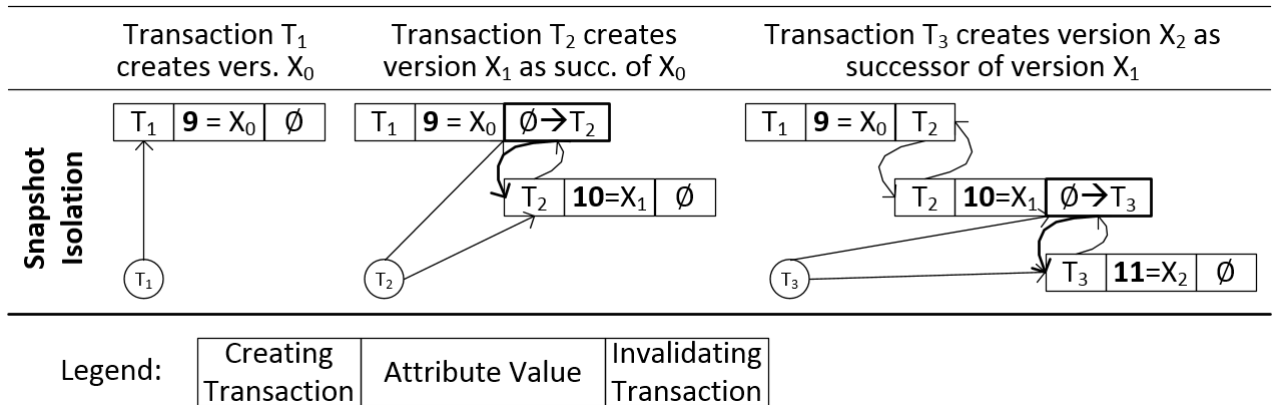 Transaction T₁
creates vers. X₀
Transaction T₂ creates
version X₁ as succ. of X₀
Transaction T₃ creates version X₂ as
successor of version X₁
Snapshot
Isolation
T₁ 9 = X₀ Ø
T₁
T₁ 9 = X₀ Ø→T₂
T₂ 10=X₁ Ø
T₂
T₁ 9 = X₀ T₂
T₂ 10=X₁ Ø→T₃
T₃ 11=X₂ Ø
T₃
Legend:
Creating
Transaction
Attribute Value
Invalidating
Transaction